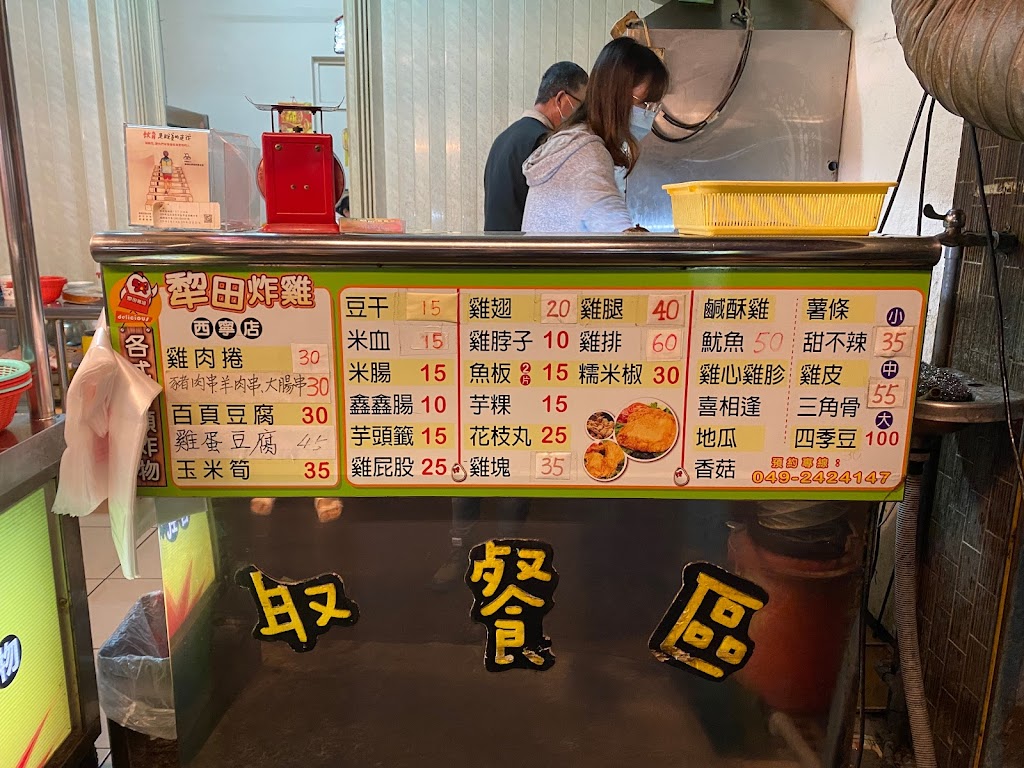 犁田炸雞
西寧店
delicious
雞肉捲 30
豬肉串羊肉串,大腸串 30
百頁豆腐 30
雞蛋豆腐 45
玉米筍 35
豆干 15
米血 15
米腸 15
鑫鑫腸 10
芋頭籤 15
雞屁股 25
雞翅 20
雞脖子 10
魚板 2片 15
芋粿 15
花枝丸 25
雞塊 35
雞腿 40
雞排 60
糯米椒 30
鹹酥雞
魷魚 50
雞心雞胗
喜相逢
地瓜
香菇
薯條
甜不辣
雞皮
三角骨
四季豆
小
35
中
55
大
100
預約專線:
049-2424147
取餐區